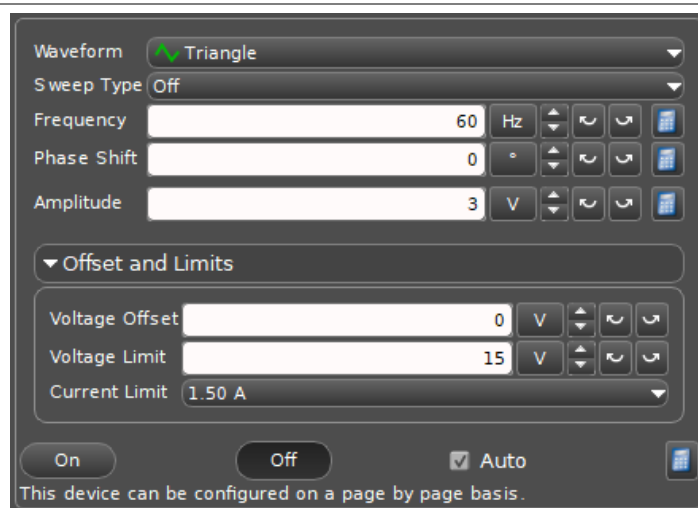 Waveform Triangle
Sweep Type Off
Frequency 60 Hz
Phase Shift 0 °
Amplitude 3 V
Offset and Limits
Voltage Offset 0 V
Voltage Limit 15 V
Current Limit 1.50 A
On Off Auto
This device can be configured on a page by page basis.